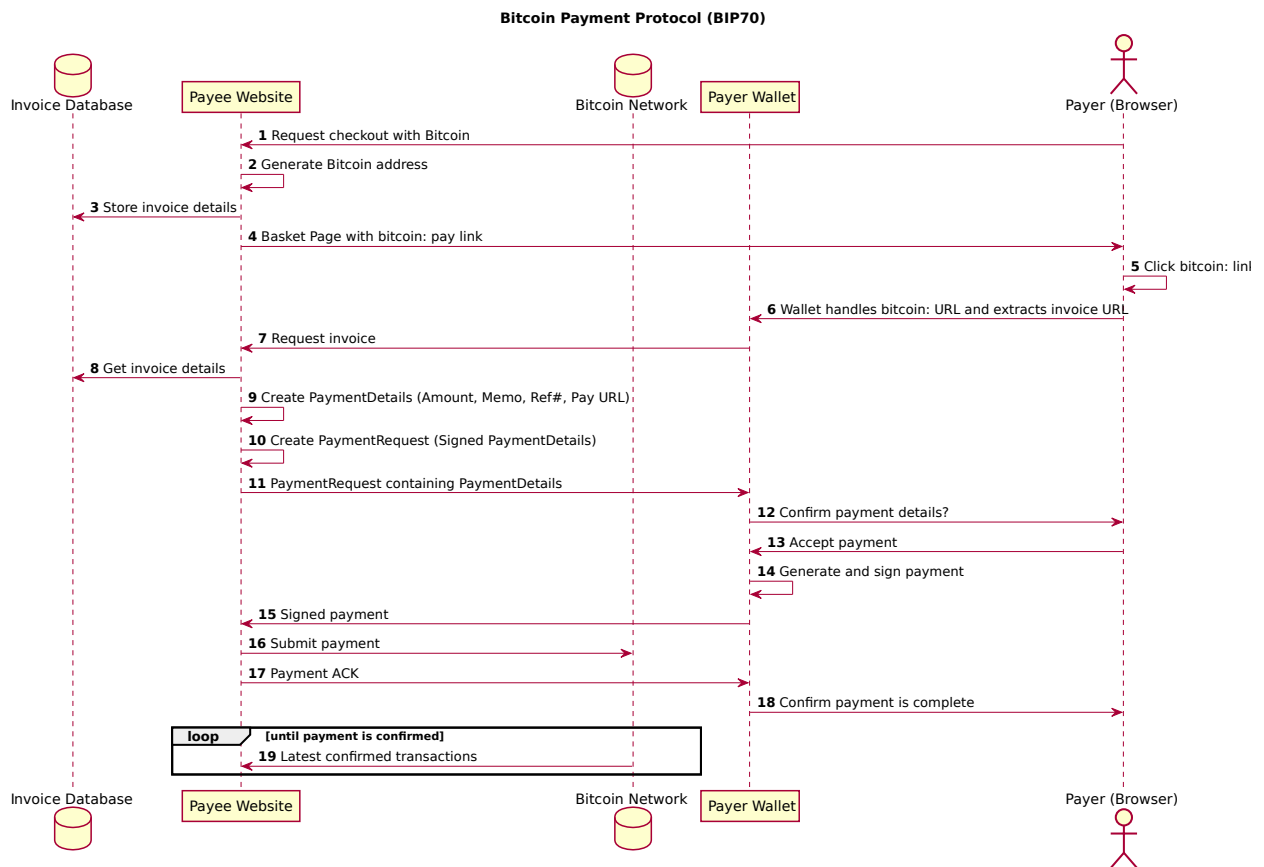 Bitcoin Payment Protocol (BIP70)
Invoice Database
Payee Website
Bitcoin Network
Payer Wallet
Payer (Browser)
1 Request checkout with Bitcoin
2 Generate Bitcoin address
3 Store invoice details
4 Basket Page with bitcoin: pay link
5 Click bitcoin: linl
6 Wallet handles bitcoin: URL and extracts invoice URL
7 Request invoice
8 Get invoice details
9 Create PaymentDetails (Amount, Memo, Ref#, Pay URL)
10 Create PaymentRequest (Signed PaymentDetails)
11 PaymentRequest containing PaymentDetails
12 Confirm payment details?
13 Accept payment
14 Generate and sign payment
15 Signed payment
16 Submit payment
17 Payment ACK
18 Confirm payment is complete
loop [until payment is confirmed]
19 Latest confirmed transactions
Invoice Database
Payee Website
Bitcoin Network
Payer Wallet
Payer (Browser)